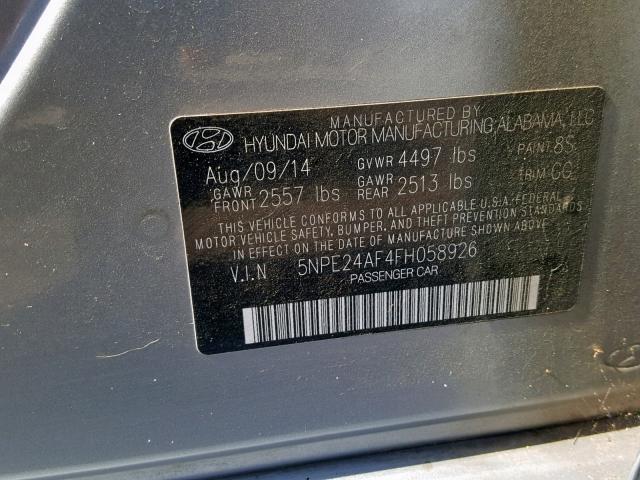 MANUFACTURED BY
HYUNDAI MOTOR MANUFACTURING ALABAMA, LLC
Aug/09/14 GVWR 4497 lbs PAINT 8S
GAWR FRONT 2557 lbs GAWR REAR 2513 lbs TRIM GG
THIS VEHICLE CONFORMS TO ALL APPLICABLE U.S.A. FEDERAL
MOTOR VEHICLE SAFETY, BUMPER, AND THEFT PREVENTION STANDARDS
IN EFFECT ON THE DATE OF MANUFACTURE SHOWN ABOVE
V.I.N 5NPE24AF4FH058926
PASSENGER CAR